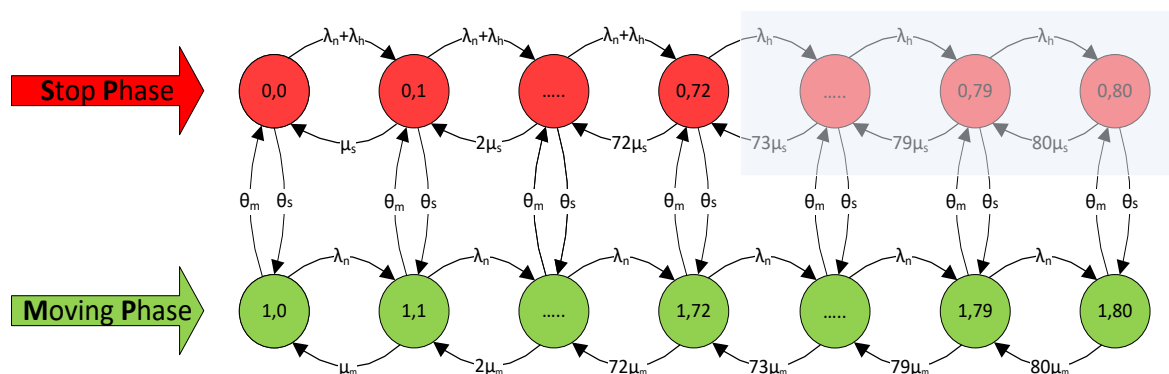 λn+λh λn+λh λn+λh λh λh λh
Stop Phase 0,0 0,1 ..... 0,72 ..... 0,79 0,80
μs 2μs 72μs 73μs 79μs 80μs
θm θs θm θs θm θs θm θs θm θs θm θs θm θs
λn λn λn λn λn λn
Moving Phase 1,0 1,1 ..... 1,72 ..... 1,79 1,80
μm 2μm 72μm 73μm 79μm 80μm